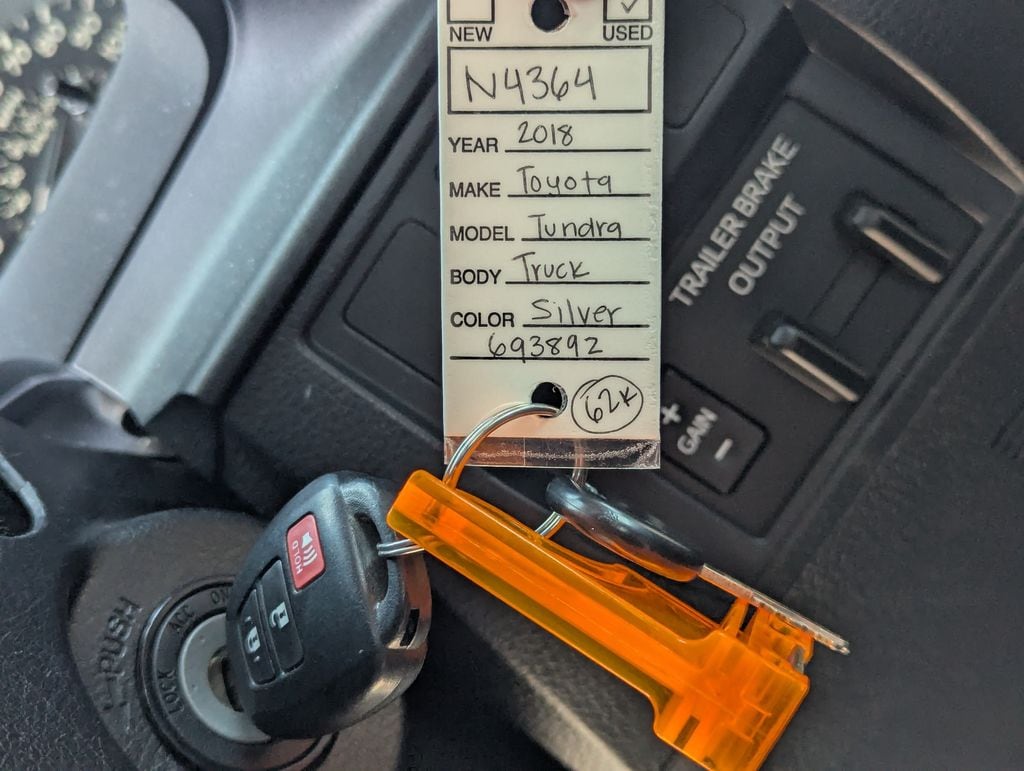 NEW USED
N4364
YEAR 2018
MAKE Toyota
MODEL Tundra
BODY Truck
COLOR Silver
693892
62K
TRAILER BRAKE
OUTPUT
+
GAIN
-
HOLD
PUSH
LOCK ACC ON